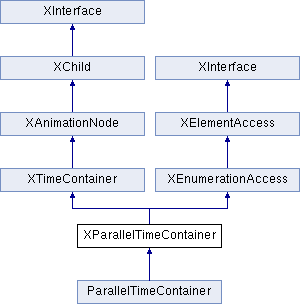 XInterface
XChild
XInterface
XAnimationNode
XElementAccess
XTimeContainer
XEnumerationAccess
XParallelTimeContainer
ParallelTimeContainer